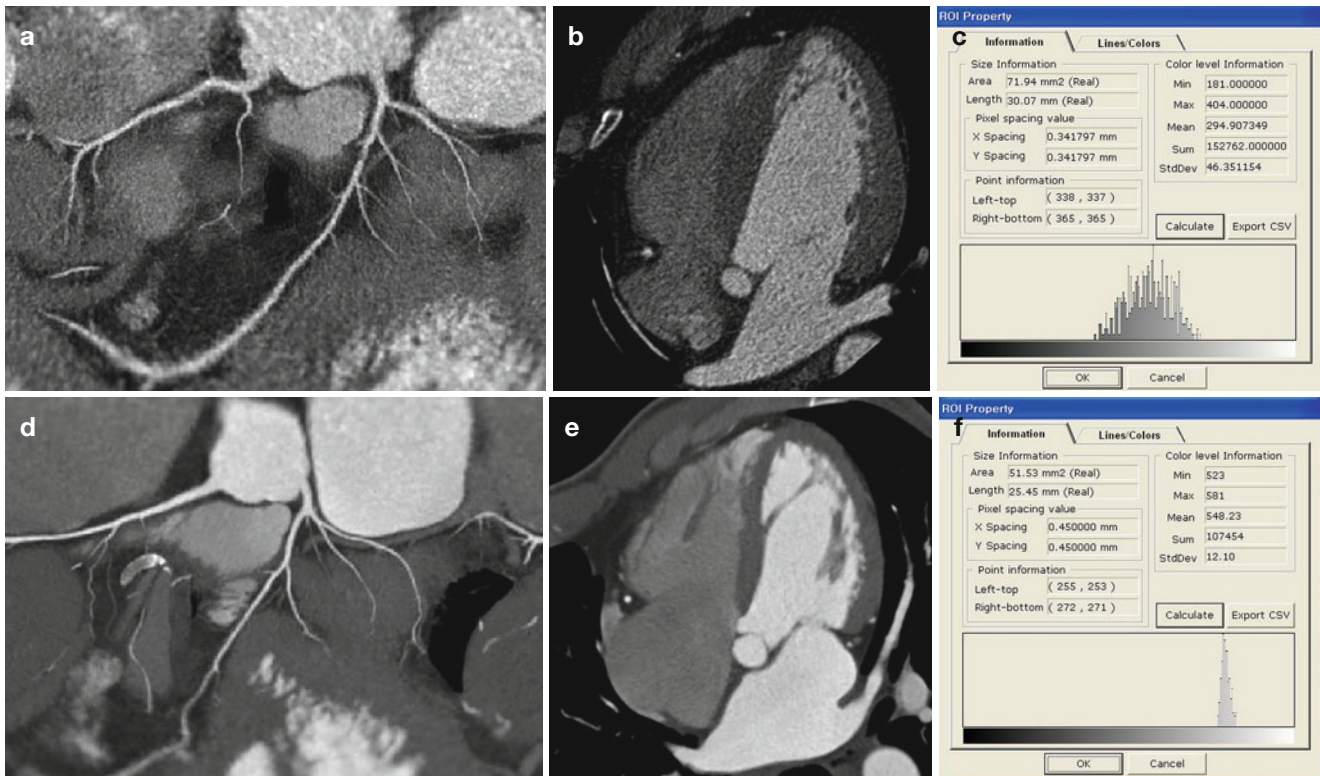 a
b
ROI Property
c
Information
Lines/Colors
Size Information
Area 71.94 mm2 (Real)
Length 30.07 mm (Real)
Pixel spacing value
X Spacing 0.341797 mm
Y Spacing 0.341797 mm
Point information
Left-top ( 338 , 337 )
Right-bottom ( 365 , 365 )
Color level Information
Min 181.000000
Max 404.000000
Mean 294.907349
Sum 152762.000000
StdDev 46.351154
Calculate
Export CSV
OK
Cancel
d
e
ROI Property
f
Information
Lines/Colors
Size Information
Area 51.53 mm2 (Real)
Length 25.45 mm (Real)
Pixel spacing value
X Spacing 0.450000 mm
Y Spacing 0.450000 mm
Point information
Left-top ( 255 , 253 )
Right-bottom ( 272 , 271 )
Color level Information
Min 523
Max 581
Mean 548.23
Sum 107454
StdDev 12.10
Calculate
Export CSV
OK
Cancel